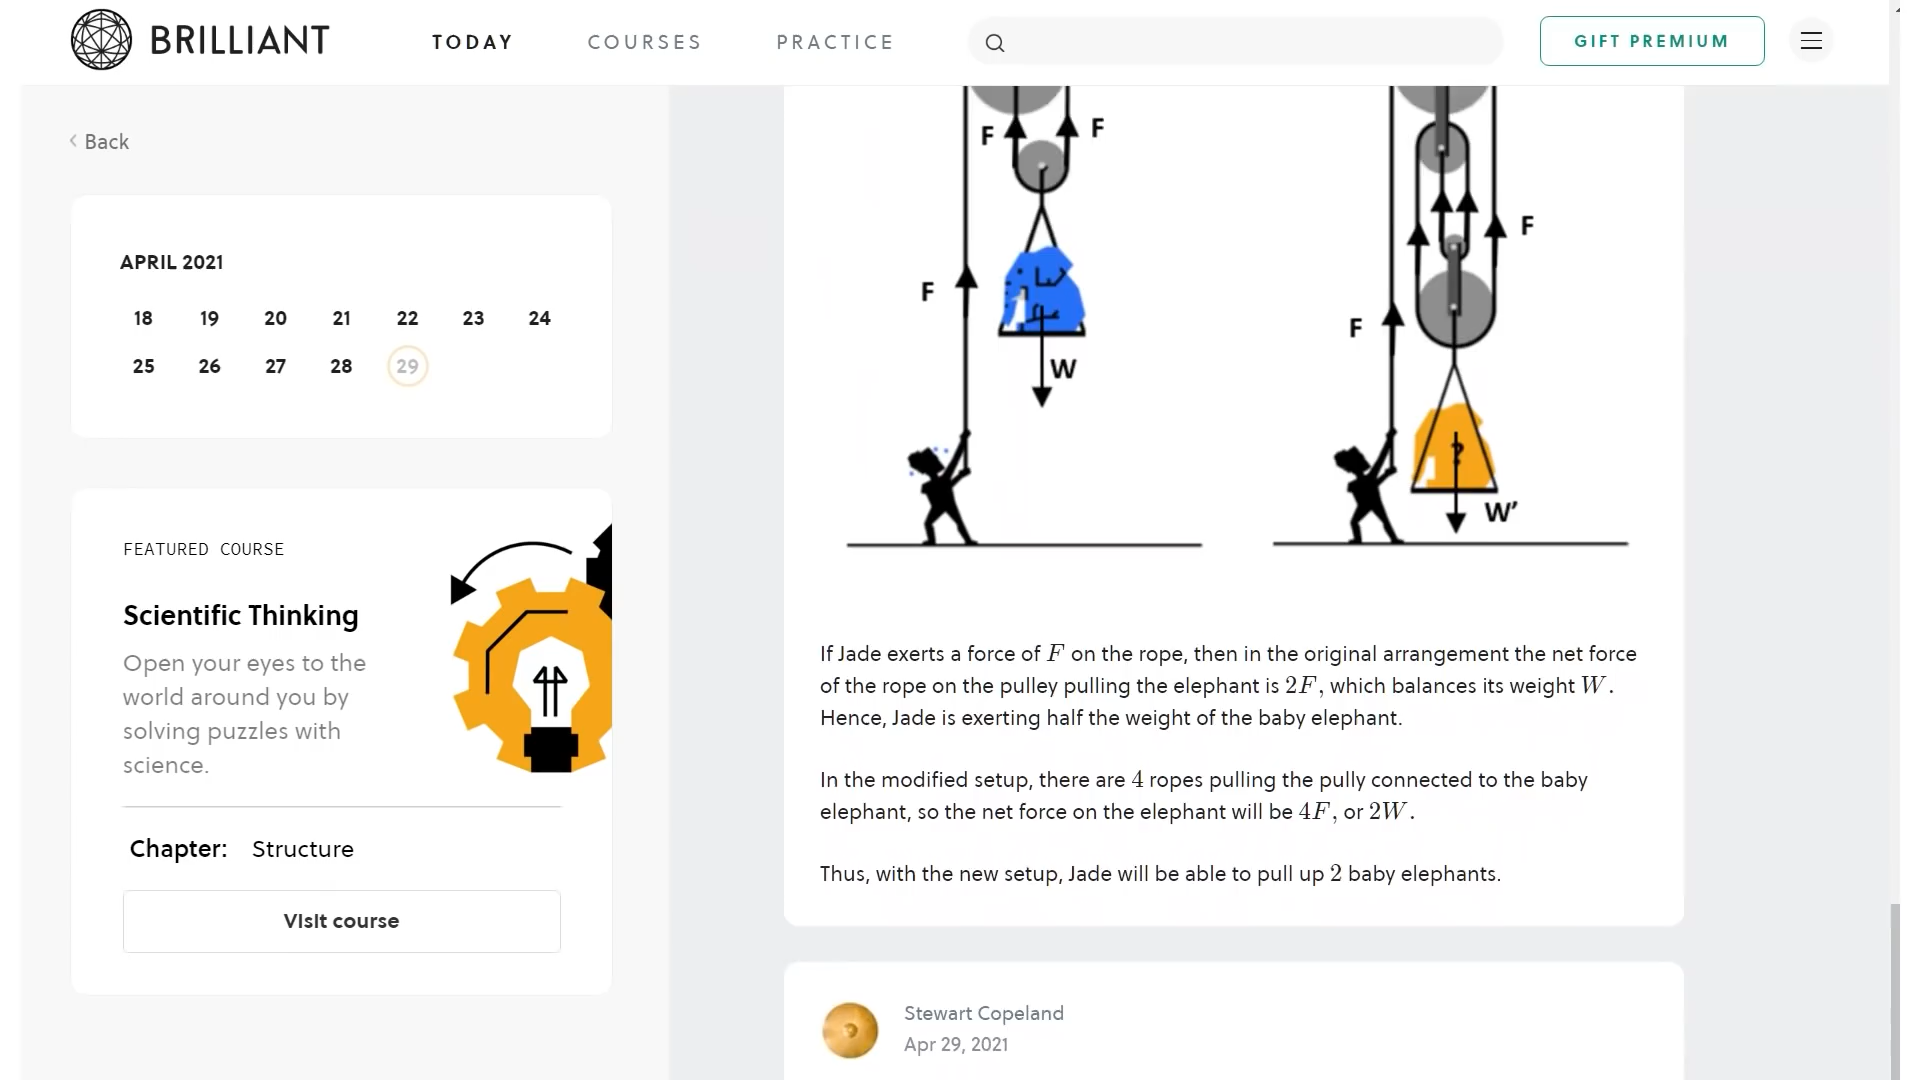 BRILLIANT
TODAY
COURSES
PRACTICE
GIFT PREMIUM
Back
APRIL 2021
18 19 20 21 22 23 24
25 26 27 28 29
FEATURED COURSE
Scientific Thinking
Open your eyes to the
world around you by
solving puzzles with
science.
Chapter: Structure
Visit course
F F
F
W
F
F
?
W'
If Jade exerts a force of F on the rope, then in the original arrangement the net force
of the rope on the pulley pulling the elephant is 2F, which balances its weight W.
Hence, Jade is exerting half the weight of the baby elephant.
In the modified setup, there are 4 ropes pulling the pully connected to the baby
elephant, so the net force on the elephant will be 4F, or 2W.
Thus, with the new setup, Jade will be able to pull up 2 baby elephants.
Stewart Copeland
Apr 29, 2021